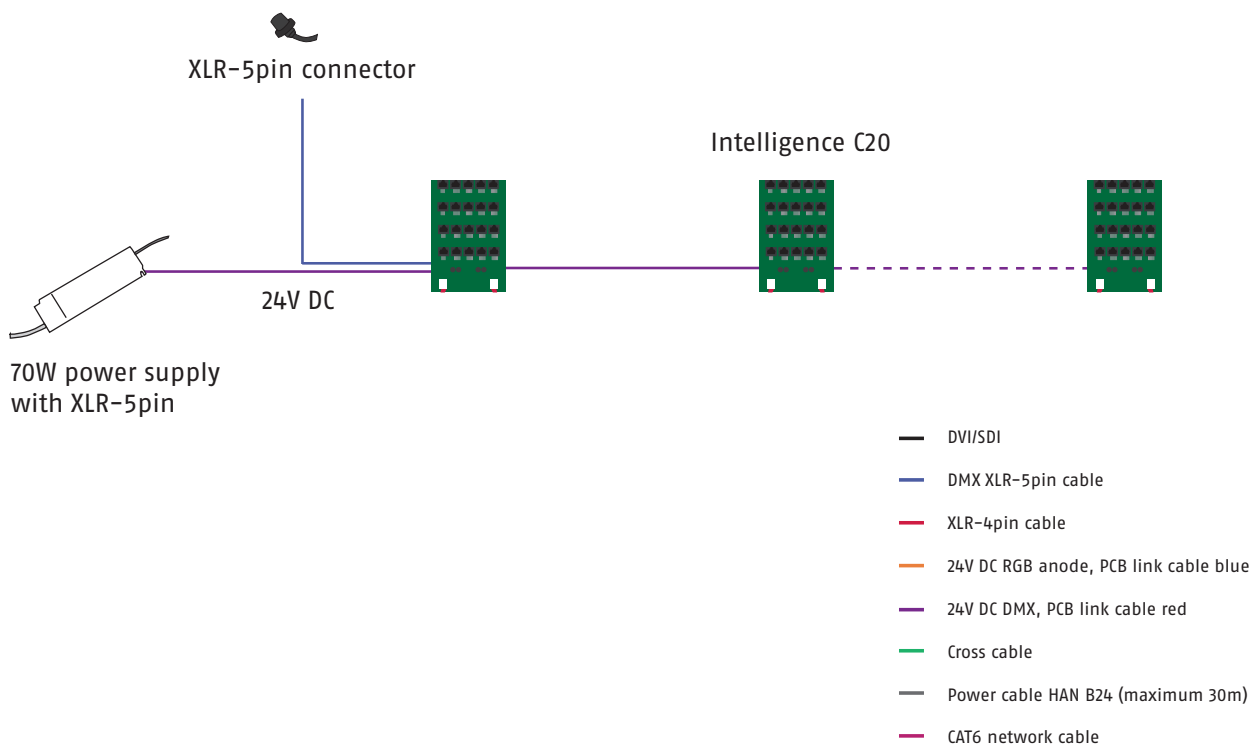 XLR-5pin connector
Intelligence C20
24V DC
70W power supply
with XLR-5pin
DVI/SDI
DMX XLR-5pin cable
XLR-4pin cable
24V DC RGB anode, PCB link cable blue
24V DC DMX, PCB link cable red
Cross cable
Power cable HAN B24 (maximum 30m)
CAT6 network cable